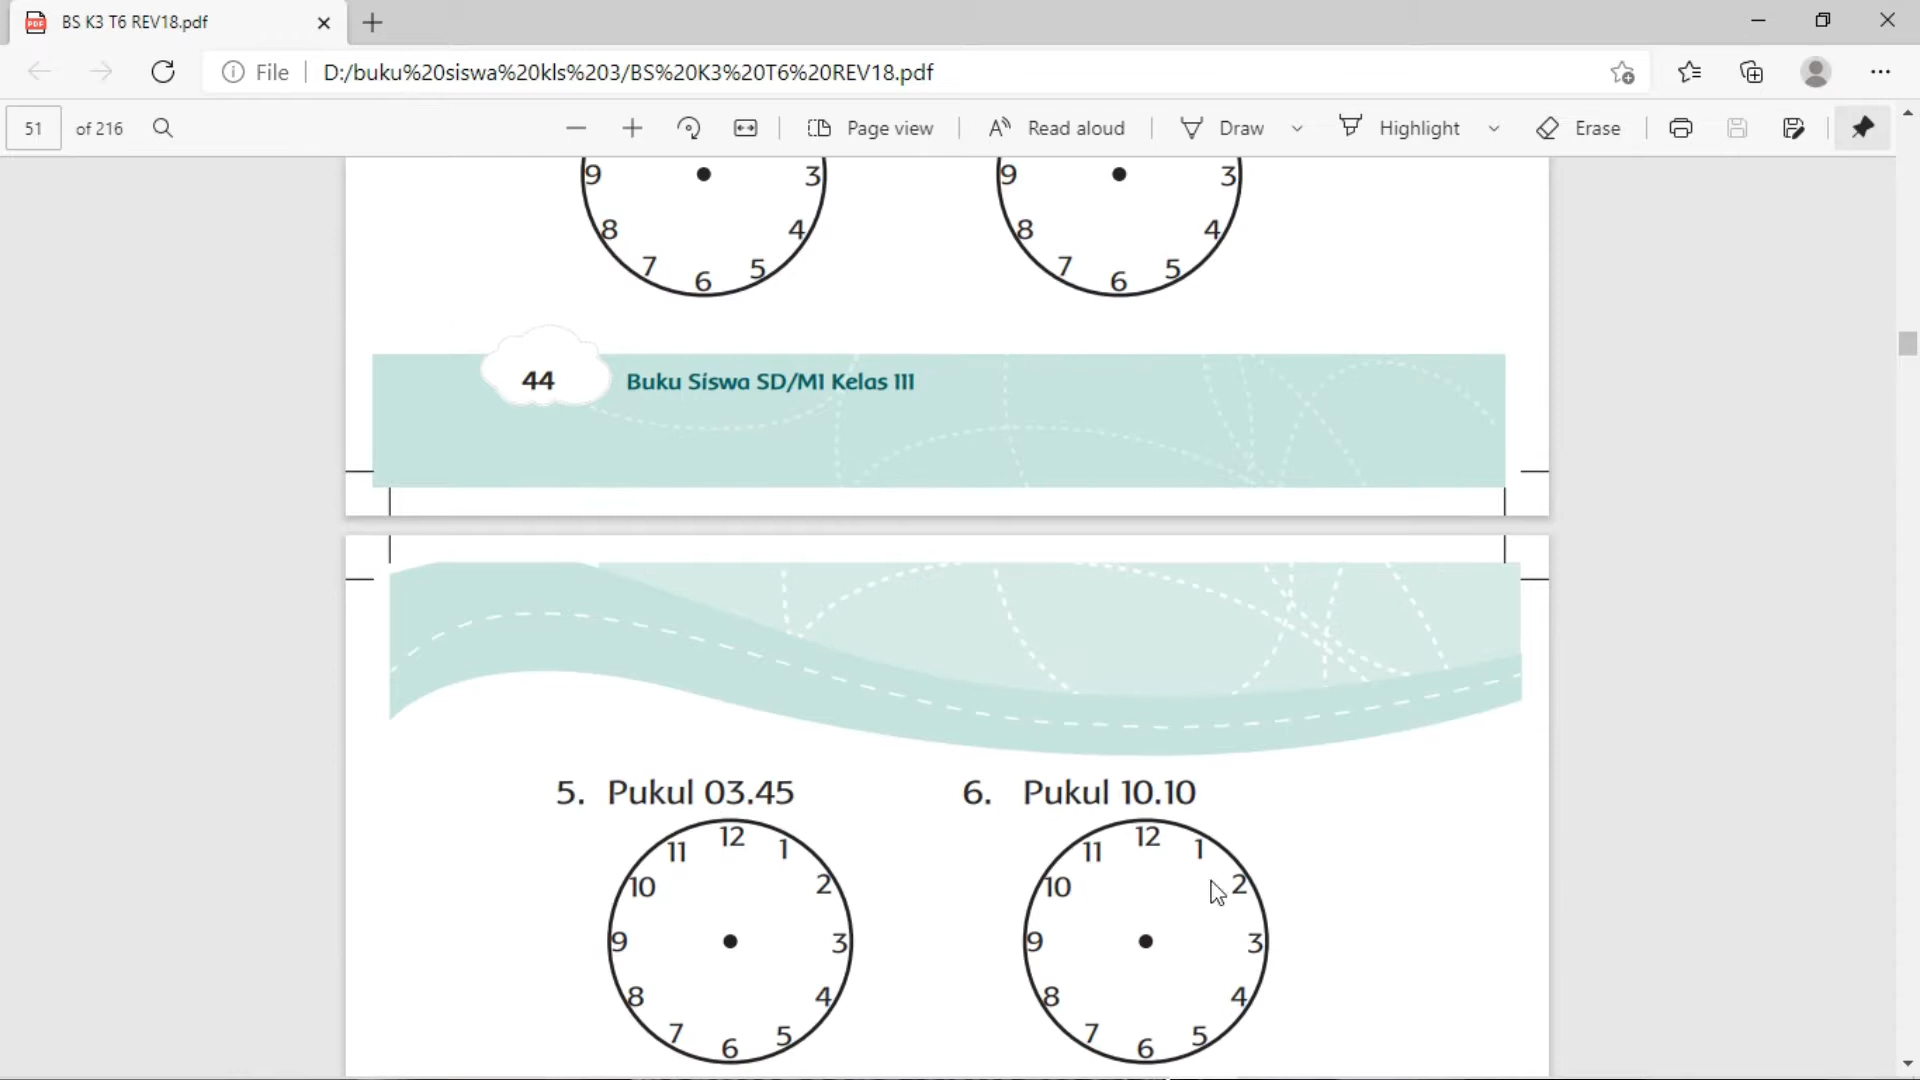 BS K3 T6 REV18.pdf
File
D:/buku%20siswa%20kls%203/BS%20K3%20T6%20REV18.pdf
51 of 216
Page view
Read aloud
Draw
Highlight
Erase
9 3 9 3
8 4 8 4
7 6 5 7 6 5
44 Buku Siswa SD/MI Kelas III
5. Pukul 03.45 6. Pukul 10.10
11 12 1 11 12 1
10 2 10 2
9 3 9 3
8 4 8 4
7 6 5 7 6 5